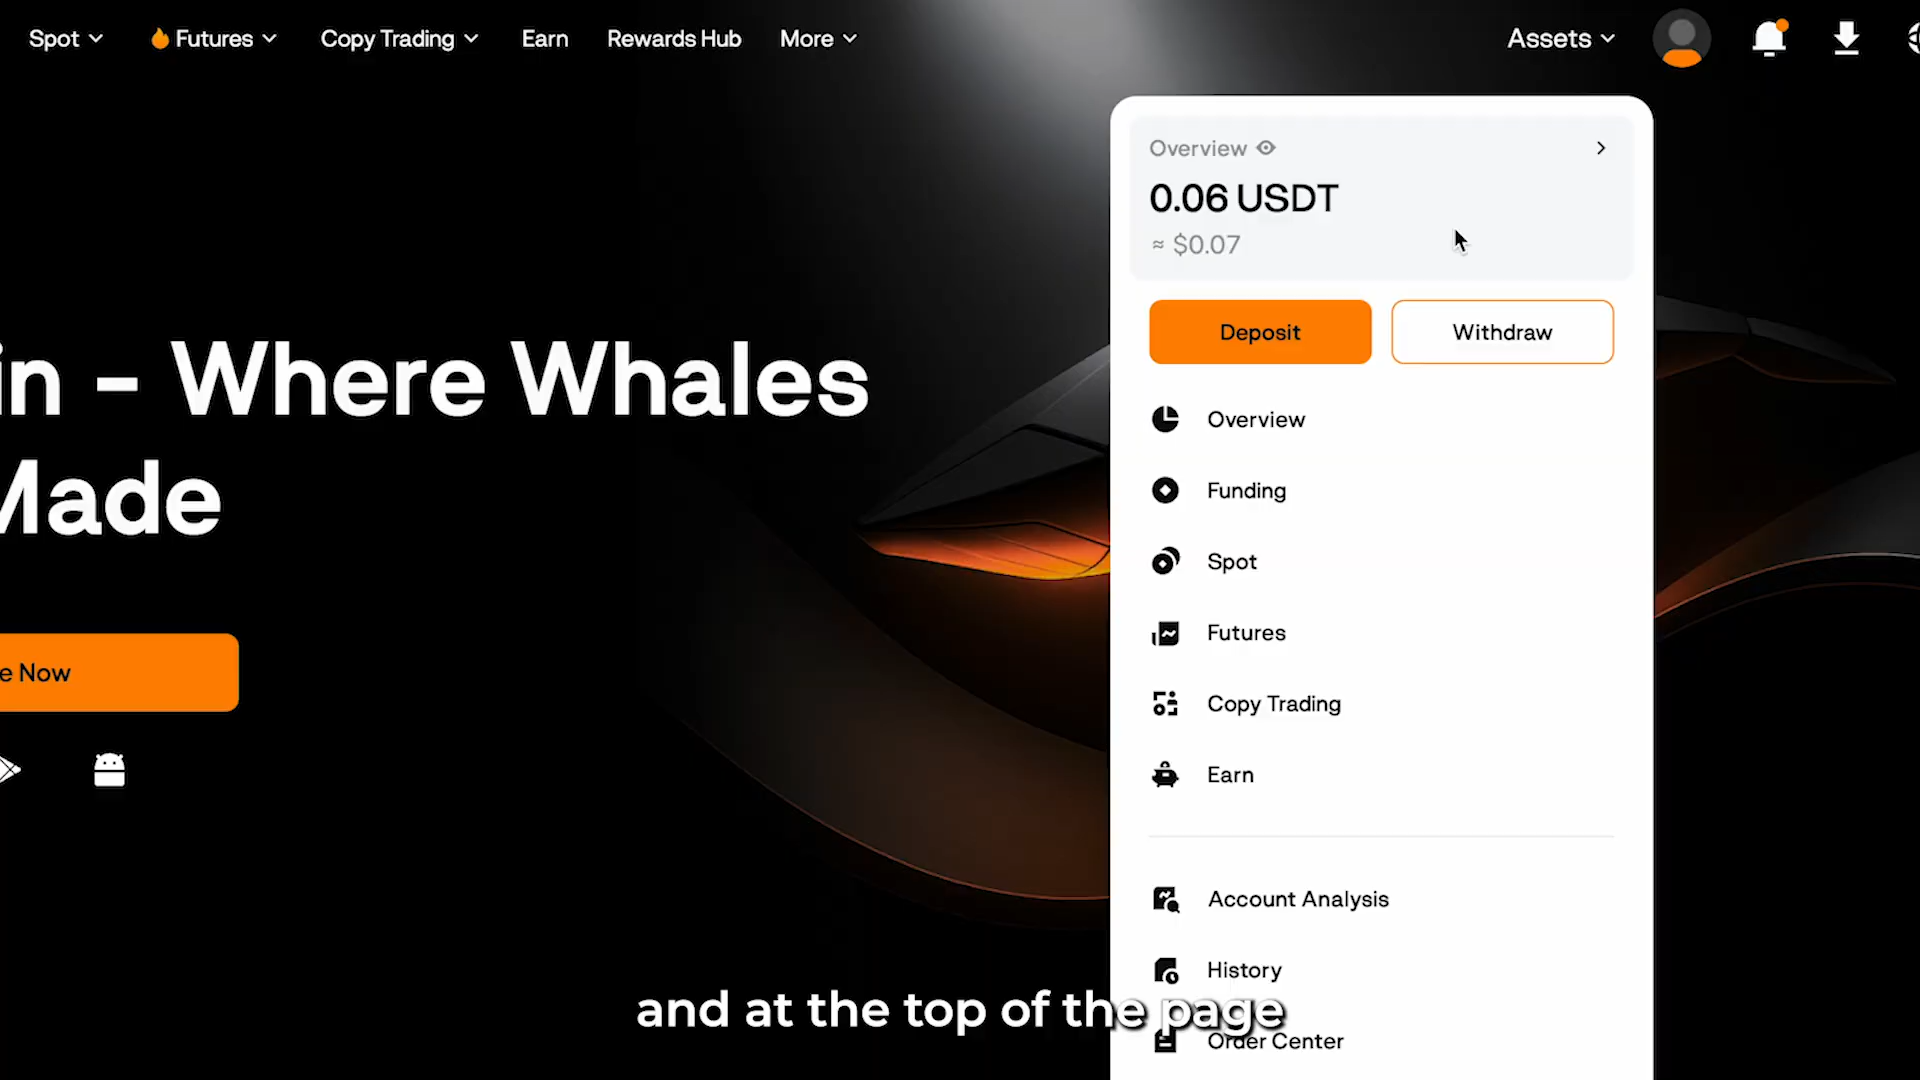 Spot
Futures
Copy Trading
Earn
Rewards Hub
More
Assets
Overview
0.06 USDT
≈ $0.07
Deposit
Withdraw
in - Where Whales
Made
e Now
Overview
Funding
Spot
Futures
Copy Trading
Earn
Account Analysis
History
and at the top of the page
Order Center